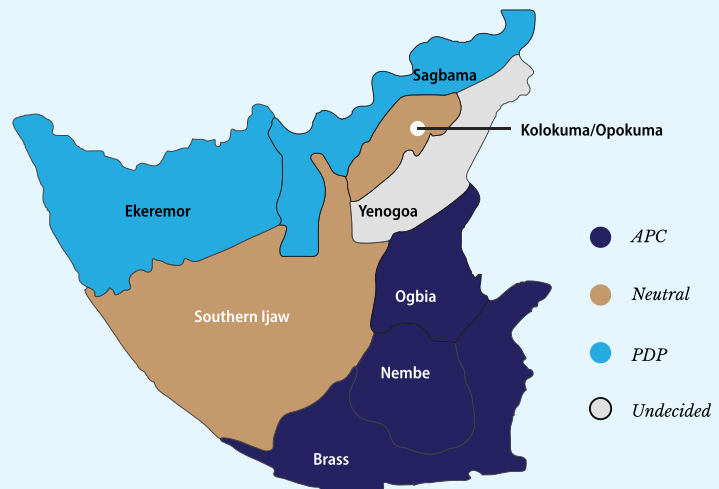 Sagbama
Kolokuma/Opokuma
Ekeremor
Yenogoa
APC
Ogbia
Neutral
Southern Ijaw
PDP
Nembe
Undecided
Brass